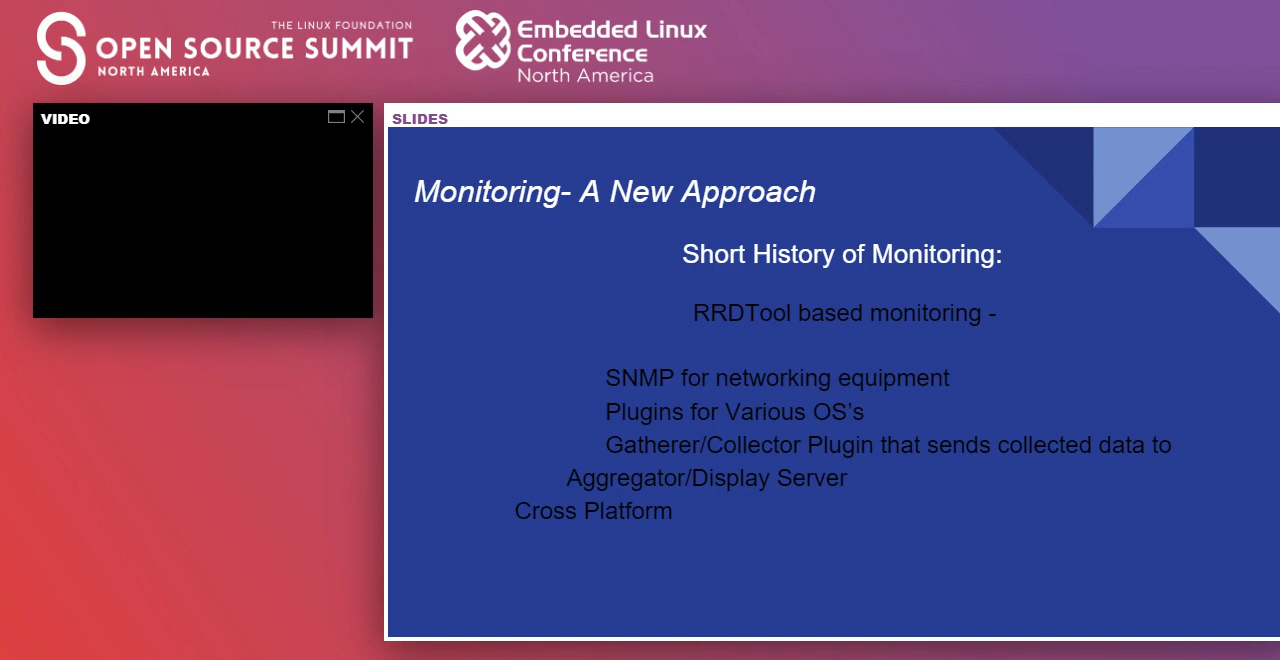 THE LINUX FOUNDATION
OPEN SOURCE SUMMIT
NORTH AMERICA
Embedded Linux
Conference
North America
VIDEO
SLIDES
Monitoring- A New Approach
Short History of Monitoring:
RRDTool based monitoring -
SNMP for networking equipment
Plugins for Various OS’s
Gatherer/Collector Plugin that sends collected data to
Aggregator/Display Server
Cross Platform